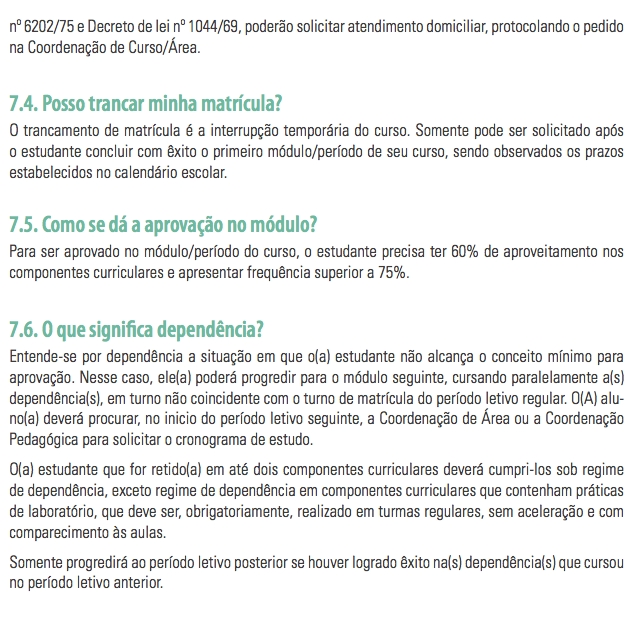 nº 6202/75 e Decreto de lei nº 1044/69, poderão solicitar atendimento domiciliar, protocolando o pedido
na Coordenação de Curso/Área.
7.4. Posso trancar minha matrícula?
O trancamento de matrícula é a interrupção temporária do curso. Somente pode ser solicitado após
o estudante concluir com êxito o primeiro módulo/período de seu curso, sendo observados os prazos
estabelecidos no calendário escolar.
7.5. Como se dá a aprovação no módulo?
Para ser aprovado no módulo/período do curso, o estudante precisa ter 60% de aproveitamento nos
componentes curriculares e apresentar frequência superior a 75%.
7.6. O que significa dependência?
Entende-se por dependência a situação em que o(a) estudante não alcança o conceito mínimo para
aprovação. Nesse caso, ele(a) poderá progredir para o módulo seguinte, cursando paralelamente a(s)
dependência(s), em turno não coincidente com o turno de matrícula do período letivo regular. O(A) alu-
no(a) deverá procurar, no inicio do período letivo seguinte, a Coordenação de Área ou a Coordenação
Pedagógica para solicitar o cronograma de estudo.
O(a) estudante que for retido(a) em até dois componentes curriculares deverá cumpri-los sob regime
de dependência, exceto regime de dependência em componentes curriculares que contenham práticas
de laboratório, que deve ser, obrigatoriamente, realizado em turmas regulares, sem aceleração e com
comparecimento às aulas.
Somente progredirá ao período letivo posterior se houver logrado êxito na(s) dependência(s) que cursou
no período letivo anterior.